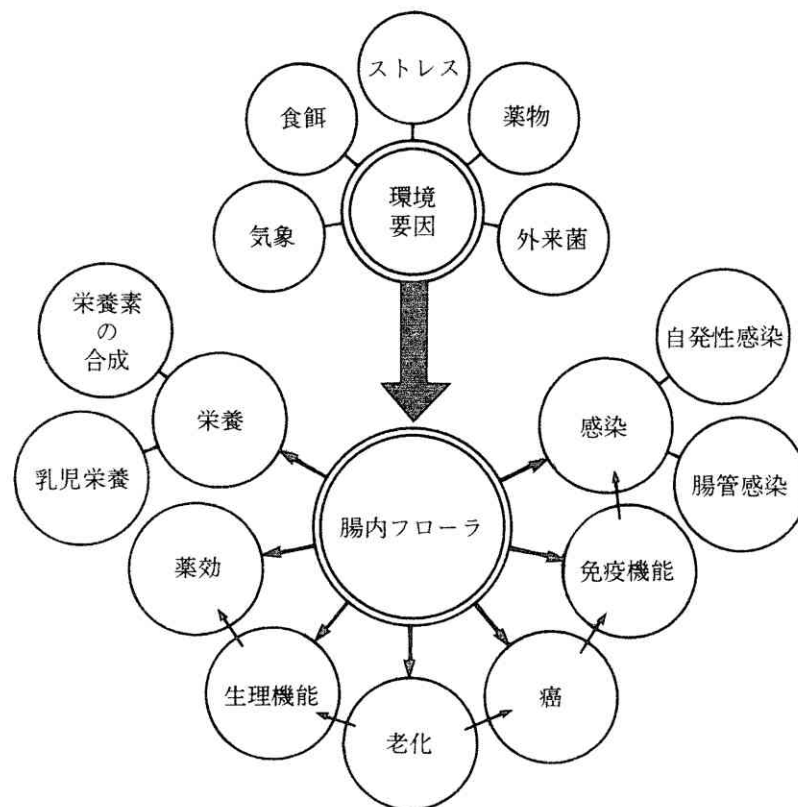 ストレス
食餌
薬物
環境
要因
気象
外来菌
栄養素
の
合成
自発性感染
栄養
感染
乳児栄養
腸管感染
腸内フローラ
薬効
免疫機能
生理機能
癌
老化